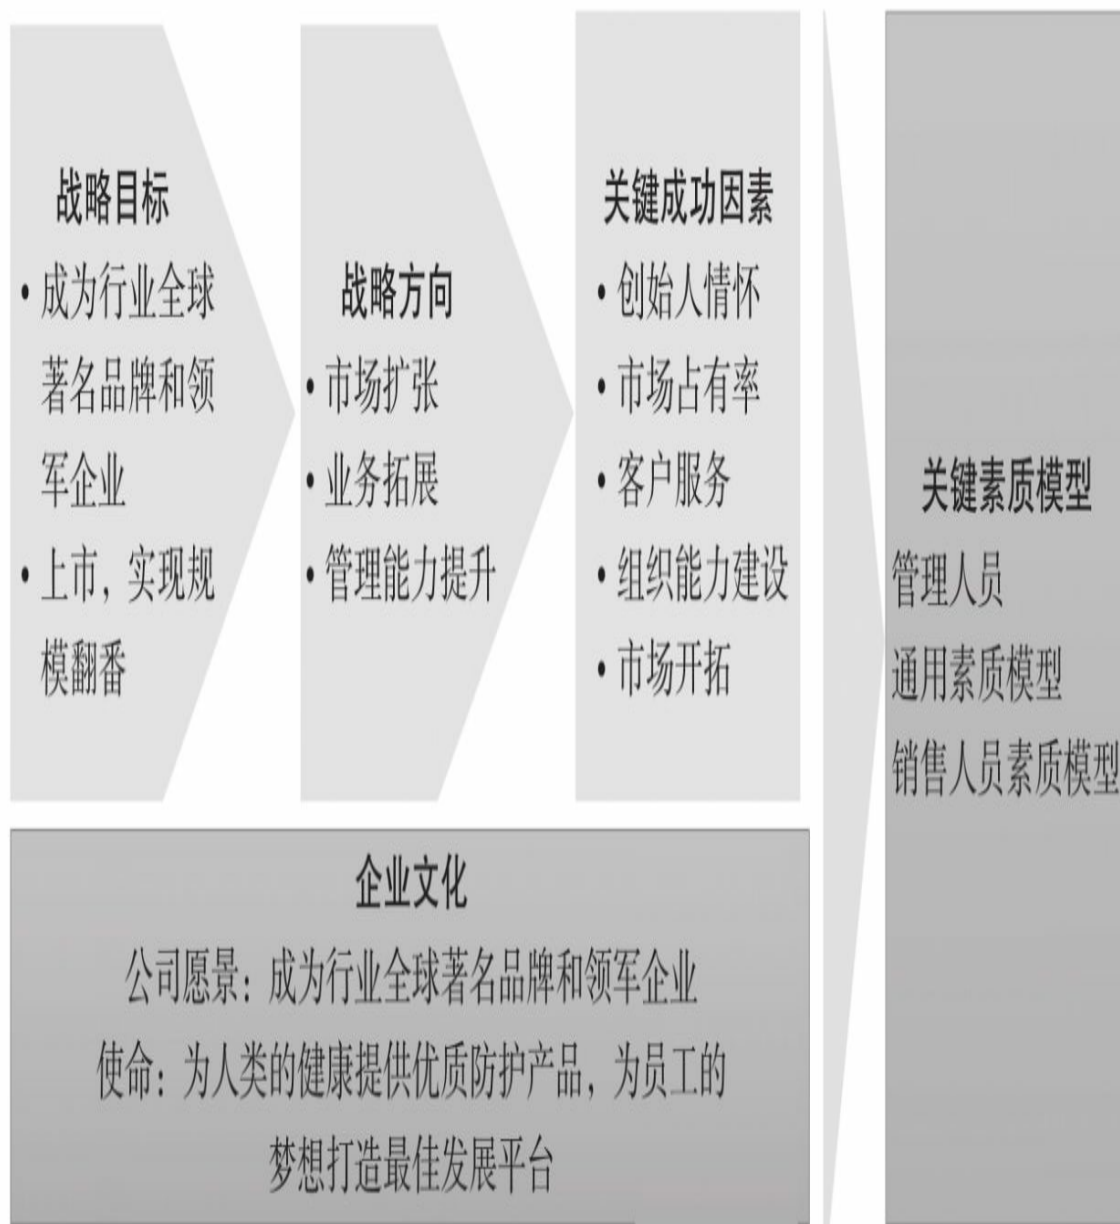 战略目标
• 成为行业全球
著名品牌和领
军企业
• 上市，实现规
模翻番
战略方向
• 市场扩张
• 业务拓展
• 管理能力提升
关键成功因素
• 创始人情怀
• 市场占有率
• 客户服务
• 组织能力建设
• 市场开拓
关键素质模型
管理人员
通用素质模型
销售人员素质模型
企业文化
公司愿景：成为行业全球著名品牌和领军企业
使命：为人类的健康提供优质防护产品，为员工的
梦想打造最佳发展平台